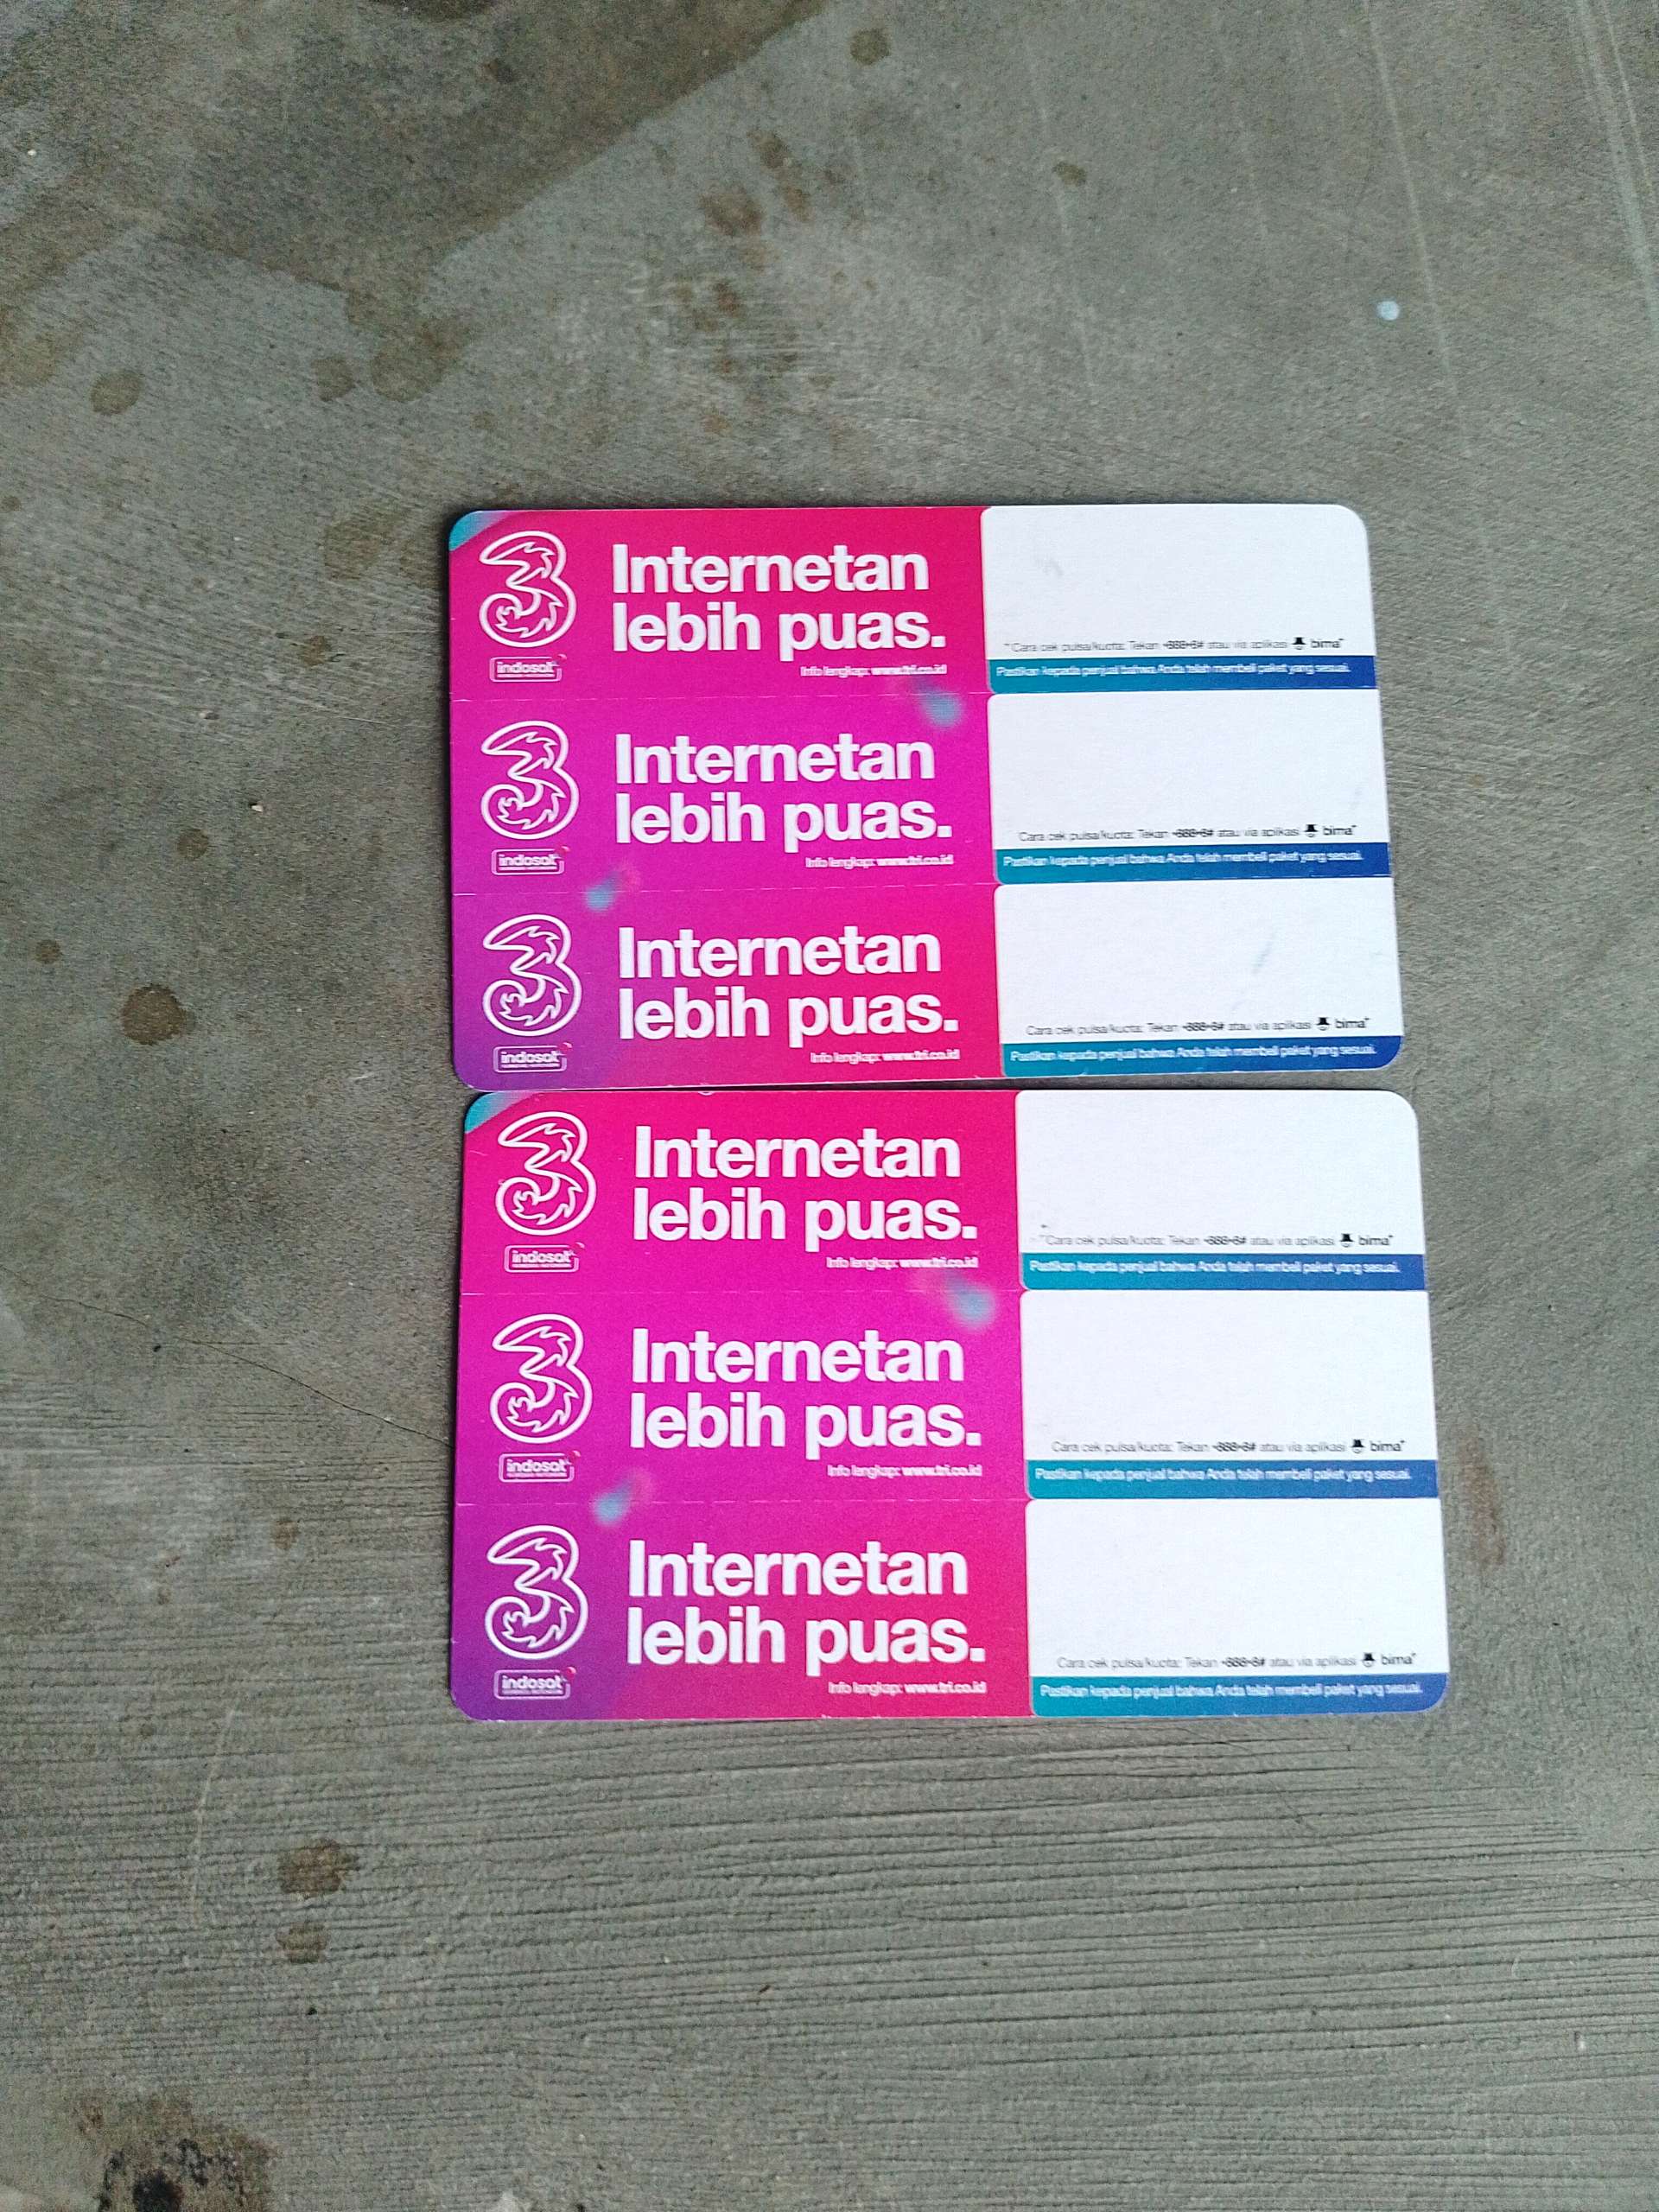 3
Internetan
lebih puas.
indosat
Info lengkap: www.tri.co.id
*Cara cek pulsa/kuota: Tekan *888*8# atau via aplikasi bima+
Pastikan kepada penjual bahwa Anda telah membeli paket yang sesuai.
3
Internetan
lebih puas.
indosat
Info lengkap: www.tri.co.id
Cara cek pulsa/kuota: Tekan *888*8# atau via aplikasi bima+
Pastikan kepada penjual bahwa Anda telah membeli paket yang sesuai.
3
Internetan
lebih puas.
indosat
Info lengkap: www.tri.co.id
Cara cek pulsa/kuota: Tekan *888*8# atau via aplikasi bima+
Pastikan kepada penjual bahwa Anda telah membeli paket yang sesuai.
3
Internetan
lebih puas.
indosat
Info lengkap: www.tri.co.id
*Cara cek pulsa/kuota: Tekan *888*8# atau via aplikasi bima+
Pastikan kepada penjual bahwa Anda telah membeli paket yang sesuai.
3
Internetan
lebih puas.
indosat
Info lengkap: www.tri.co.id
Cara cek pulsa/kuota: Tekan *888*8# atau via aplikasi bima+
Pastikan kepada penjual bahwa Anda telah membeli paket yang sesuai.
3
Internetan
lebih puas.
indosat
Info lengkap: www.tri.co.id
Cara cek pulsa/kuota: Tekan *888*8# atau via aplikasi bima+
Pastikan kepada penjual bahwa Anda telah membeli paket yang sesuai.